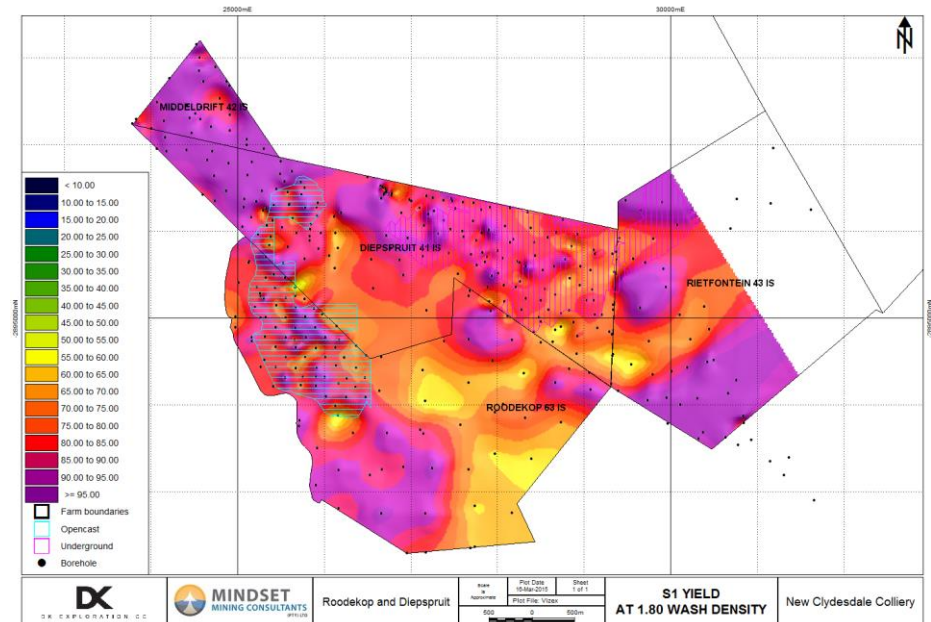 25000mE 30000mE
N
MIDDELDRIFT 42 IS
< 10.00
10.00 to 15.00
15.00 to 20.00
20.00 to 25.00
25.00 to 30.00
30.00 to 35.00
35.00 to 40.00
40.00 to 45.00
45.00 to 50.00
50.00 to 55.00
55.00 to 60.00
60.00 to 65.00
65.00 to 70.00
70.00 to 75.00
75.00 to 80.00
80.00 to 85.00
85.00 to 90.00
90.00 to 95.00
>= 95.00
Farm boundaries
Opencast
Underground
Borehole
DIEPSPRUIT 41 IS
RIETFONTEIN 43 IS
ROODEKOP 63 IS
DK
DK EXPLORATION CC
MINDSET
MINING CONSULTANTS
(PTY) LTD
Roodekop and Diepspruit
Scale
is
Approximate
Plot Date
Sheet
1 of 1
Plot File: Vizex
500 0 500m
S1 YIELD
AT 1.80 WASH DENSITY
New Clydesdale Colliery